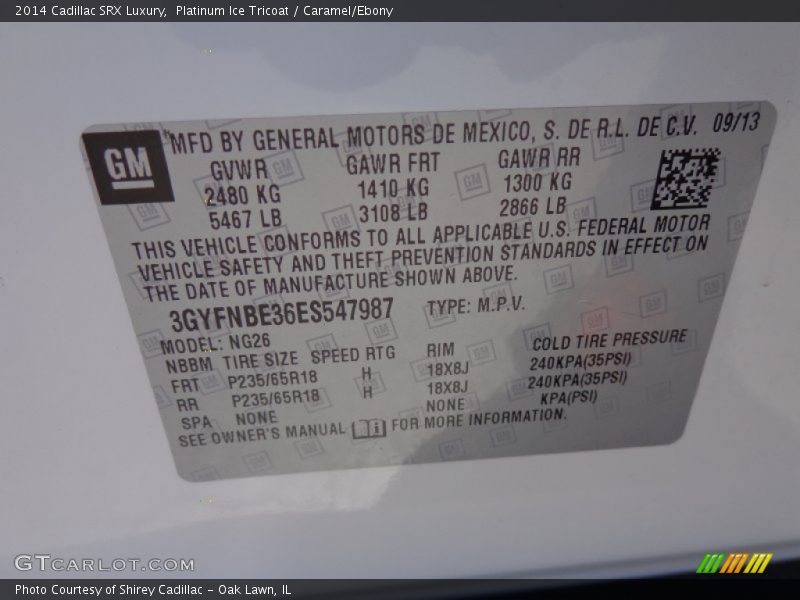 2014 Cadillac SRX Luxury,  Platinum Ice Tricoat / Caramel/Ebony
GM
*MFD BY GENERAL MOTORS DE MEXICO, S. DE R.L. DE C.V. 09/13
GVWR GAWR FRT GAWR RR
2480 KG 1410 KG 1300 KG
5467 LB 3108 LB 2866 LB
THIS VEHICLE CONFORMS TO ALL APPLICABLE U.S. FEDERAL MOTOR
VEHICLE SAFETY AND THEFT PREVENTION STANDARDS IN EFFECT ON
THE DATE OF MANUFACTURE SHOWN ABOVE.
3GYFNBE36ES547987 TYPE: M.P.V.
MODEL: NG26
NBBM TIRE SIZE SPEED RTG RIM COLD TIRE PRESSURE
FRT P235/65R18 H 18X8J 240KPA(35PSI)
RR P235/65R18 H 18X8J 240KPA(35PSI)
SPA NONE NONE KPA(PSI)
SEE OWNER'S MANUAL FOR MORE INFORMATION.
GTCARLOT.COM
Photo Courtesy of Shirey Cadillac - Oak Lawn, IL